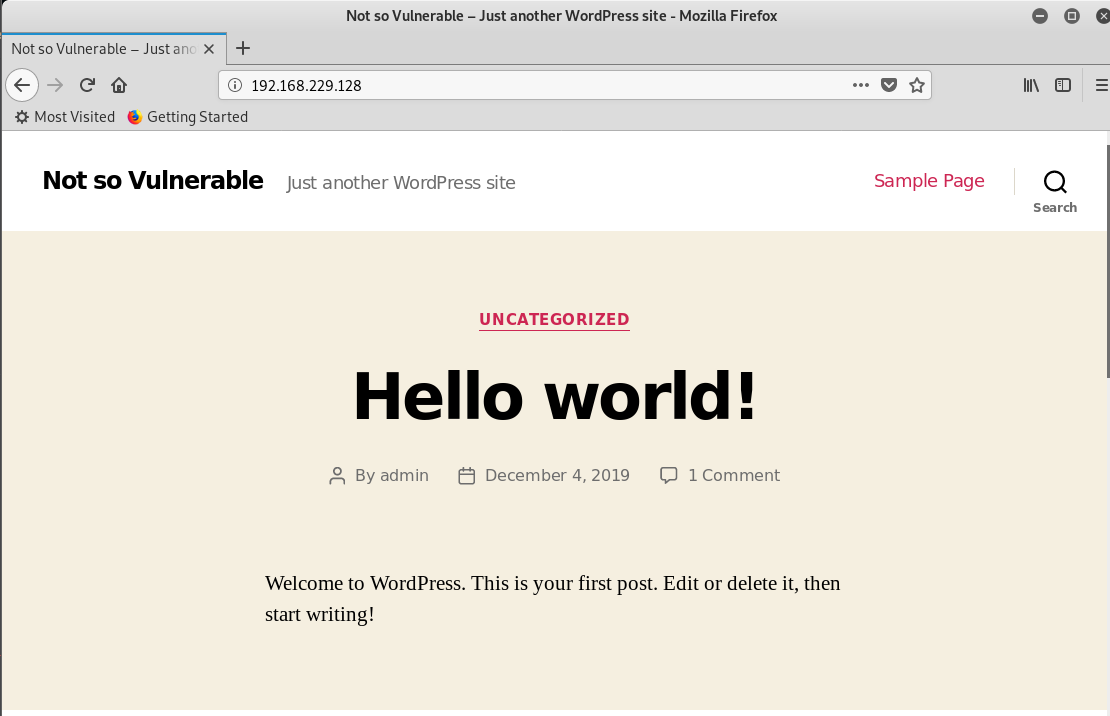 Not so Vulnerable – Just another WordPress site - Mozilla Firefox
Not so Vulnerable – Just ano
192.168.229.128
Most Visited Getting Started
Not so Vulnerable Just another WordPress site Sample Page
Search
UNCATEGORIZED
Hello world!
By admin December 4, 2019 1 Comment
Welcome to WordPress. This is your first post. Edit or delete it, then
start writing!